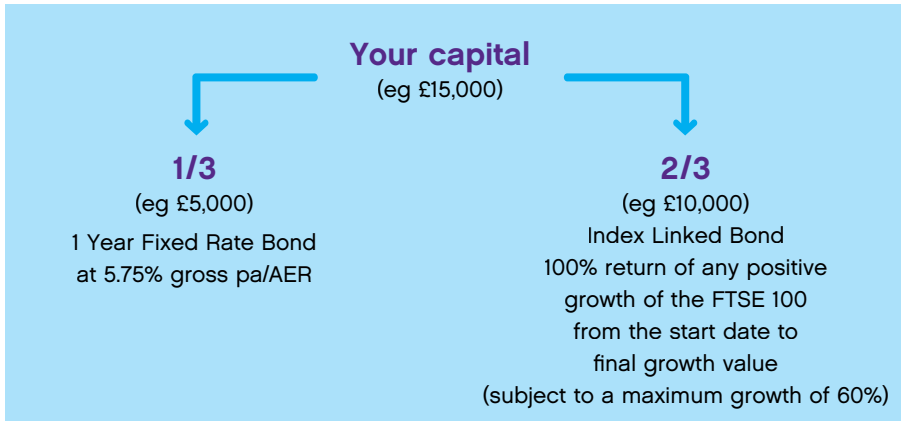 Your capital
(eg £15,000)
1/3
(eg £5,000)
1 Year Fixed Rate Bond
at 5.75% gross pa/AER
2/3
(eg £10,000)
Index Linked Bond
100% return of any positive
growth of the FTSE 100
from the start date to
final growth value
(subject to a maximum growth of 60%)